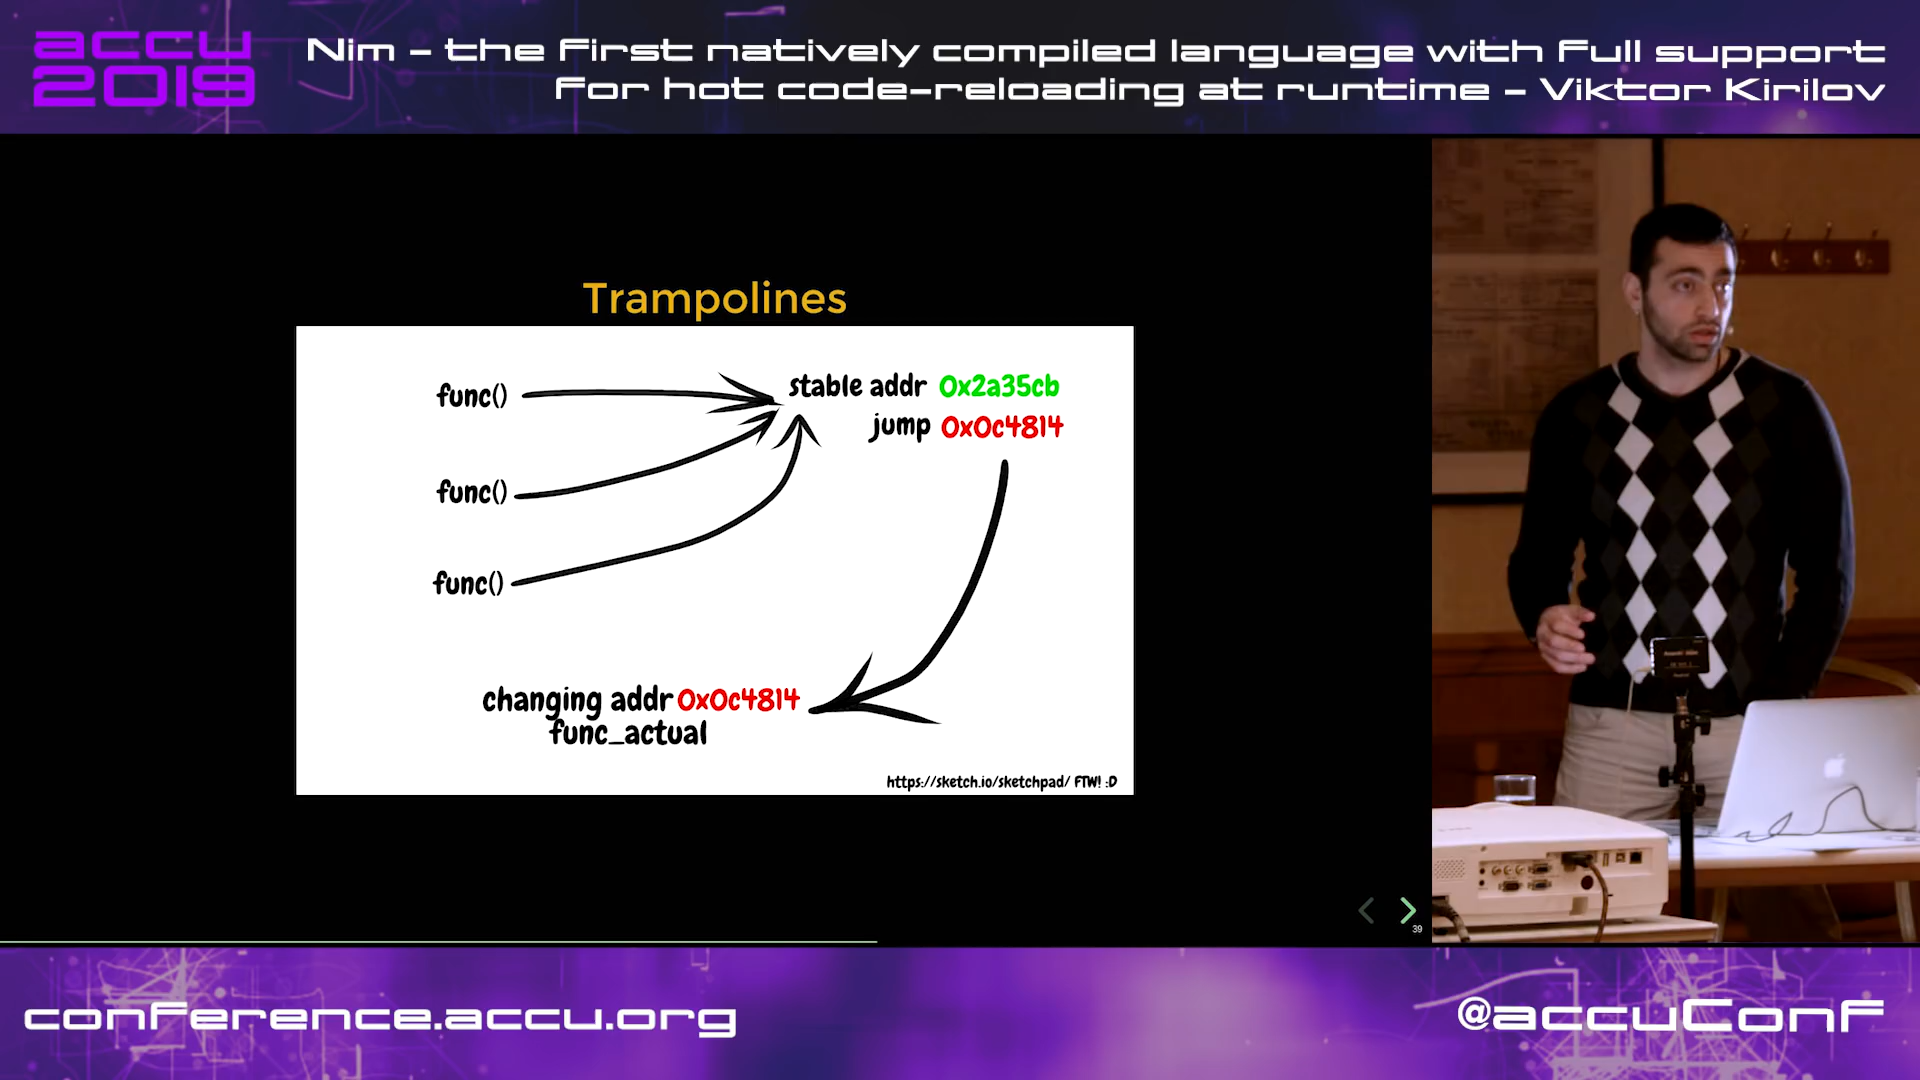 accu
2019
Nim - the first natively compiled language with full support
for hot code-reloading at runtime - Viktor Kirilov
Trampolines
func()
stable addr 0x2a35cb
jump 0x0c4814
func()
func()
changing addr 0x0c4814
func_actual
https://sketch.io/sketchpad/ FTW! :D
39
conference.accu.org
@accuConf